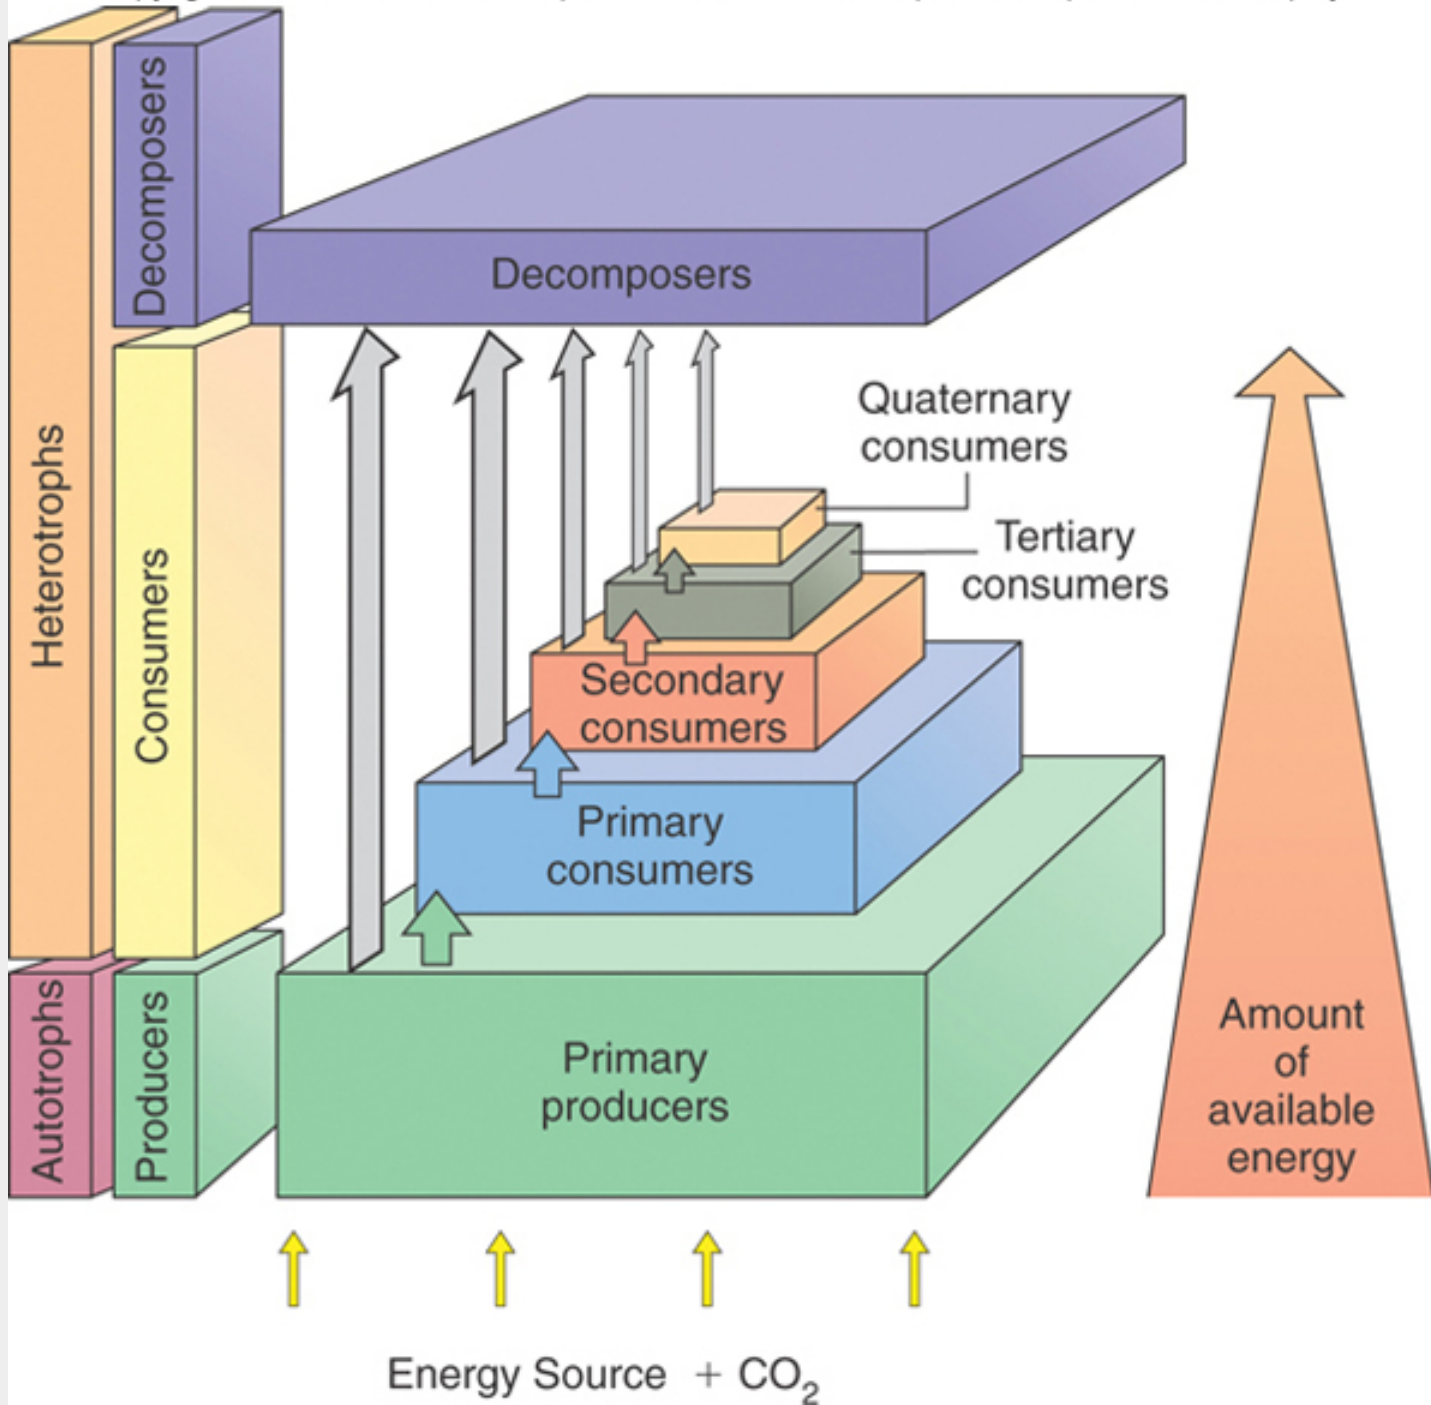 Decomposers
Decomposers
Quaternary
consumers
Tertiary
consumers
Heterotrophs
Consumers
Secondary
consumers
Primary
consumers
Autotrophs
Producers
Primary
producers
Amount
of
available
energy
Energy Source + CO₂